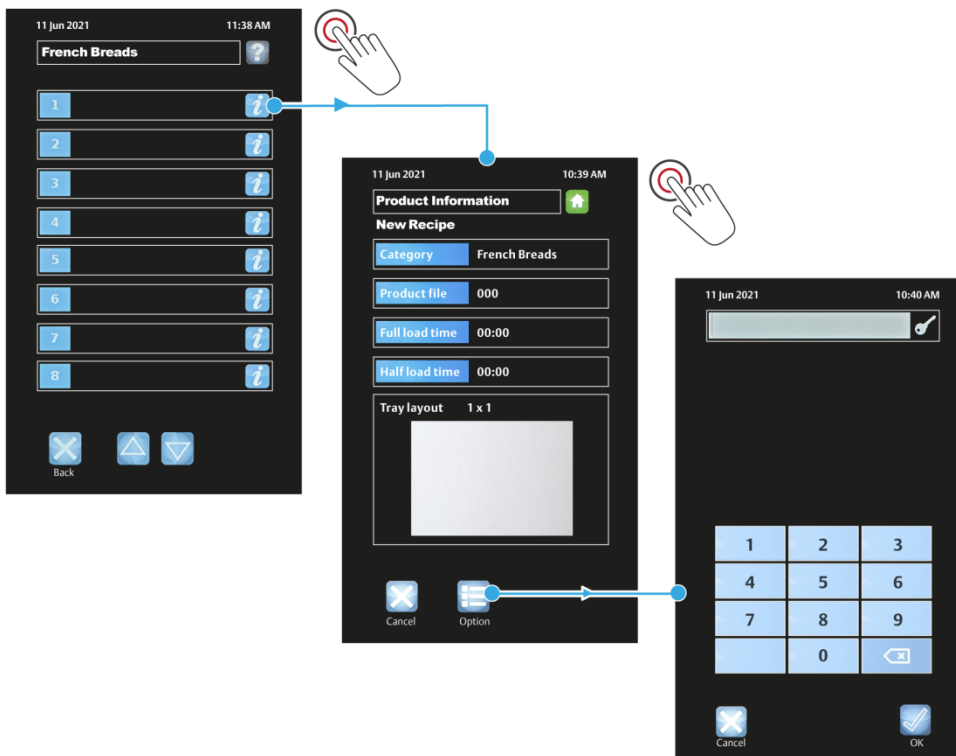 11 Jun 2021 11:38 AM
French Breads
?
1 i
2 i
3 i
4 i
5 i
6 i
7 i
8 i
Back
11 Jun 2021 10:39 AM
Product Information
New Recipe
Category French Breads
Product file 000
Full load time 00:00
Half load time 00:00
Tray layout 1 x 1
Cancel Option
11 Jun 2021 10:40 AM
1 2 3
4 5 6
7 8 9
0
Cancel OK